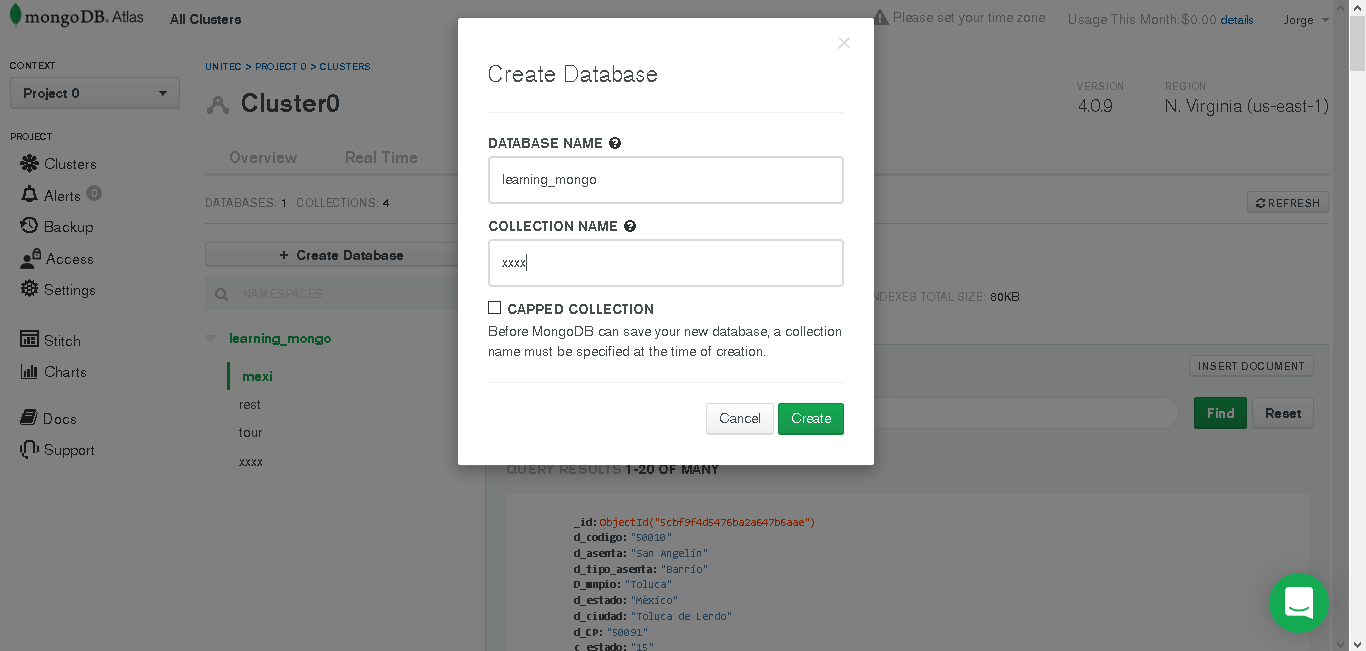 mongoDB. Atlas
All Clusters
Please set your time zone
Usage This Month:$0.00 details
Jorge
CONTEXT
Project 0
PROJECT
Clusters
Alerts 0
Backup
Access
Settings
Stitch
Charts
Docs
Support
UNITEC > PROJECT 0 > CLUSTERS
Cluster0
VERSION
4.0.9
REGION
N. Virginia (us-east-1)
Overview
Real Time
DATABASES: 1 COLLECTIONS: 4
REFRESH
+ Create Database
NAMESPACES
learning_mongo
mexi
rest
tour
xxxx
Create Database
DATABASE NAME
learning_mongo
COLLECTION NAME
xxxx
CAPPED COLLECTION
Before MongoDB can save your new database, a collection
name must be specified at the time of creation.
Cancel
Create
NDEXES TOTAL SIZE: 80KB
INSERT DOCUMENT
Find
Reset
QUERY RESULTS 1-20 OF MANY
_id:ObjectId("5cbf9f4d5476ba2a647b6aae")
d_codigo:"50010"
d_asenta:"San Angelín"
d_tipo_asenta:"Barrio"
D_mnpio:"Toluca"
d_estado:"México"
d_ciudad:"Toluca de Lerdo"
d_CP:"50091"
c_estado:"15"